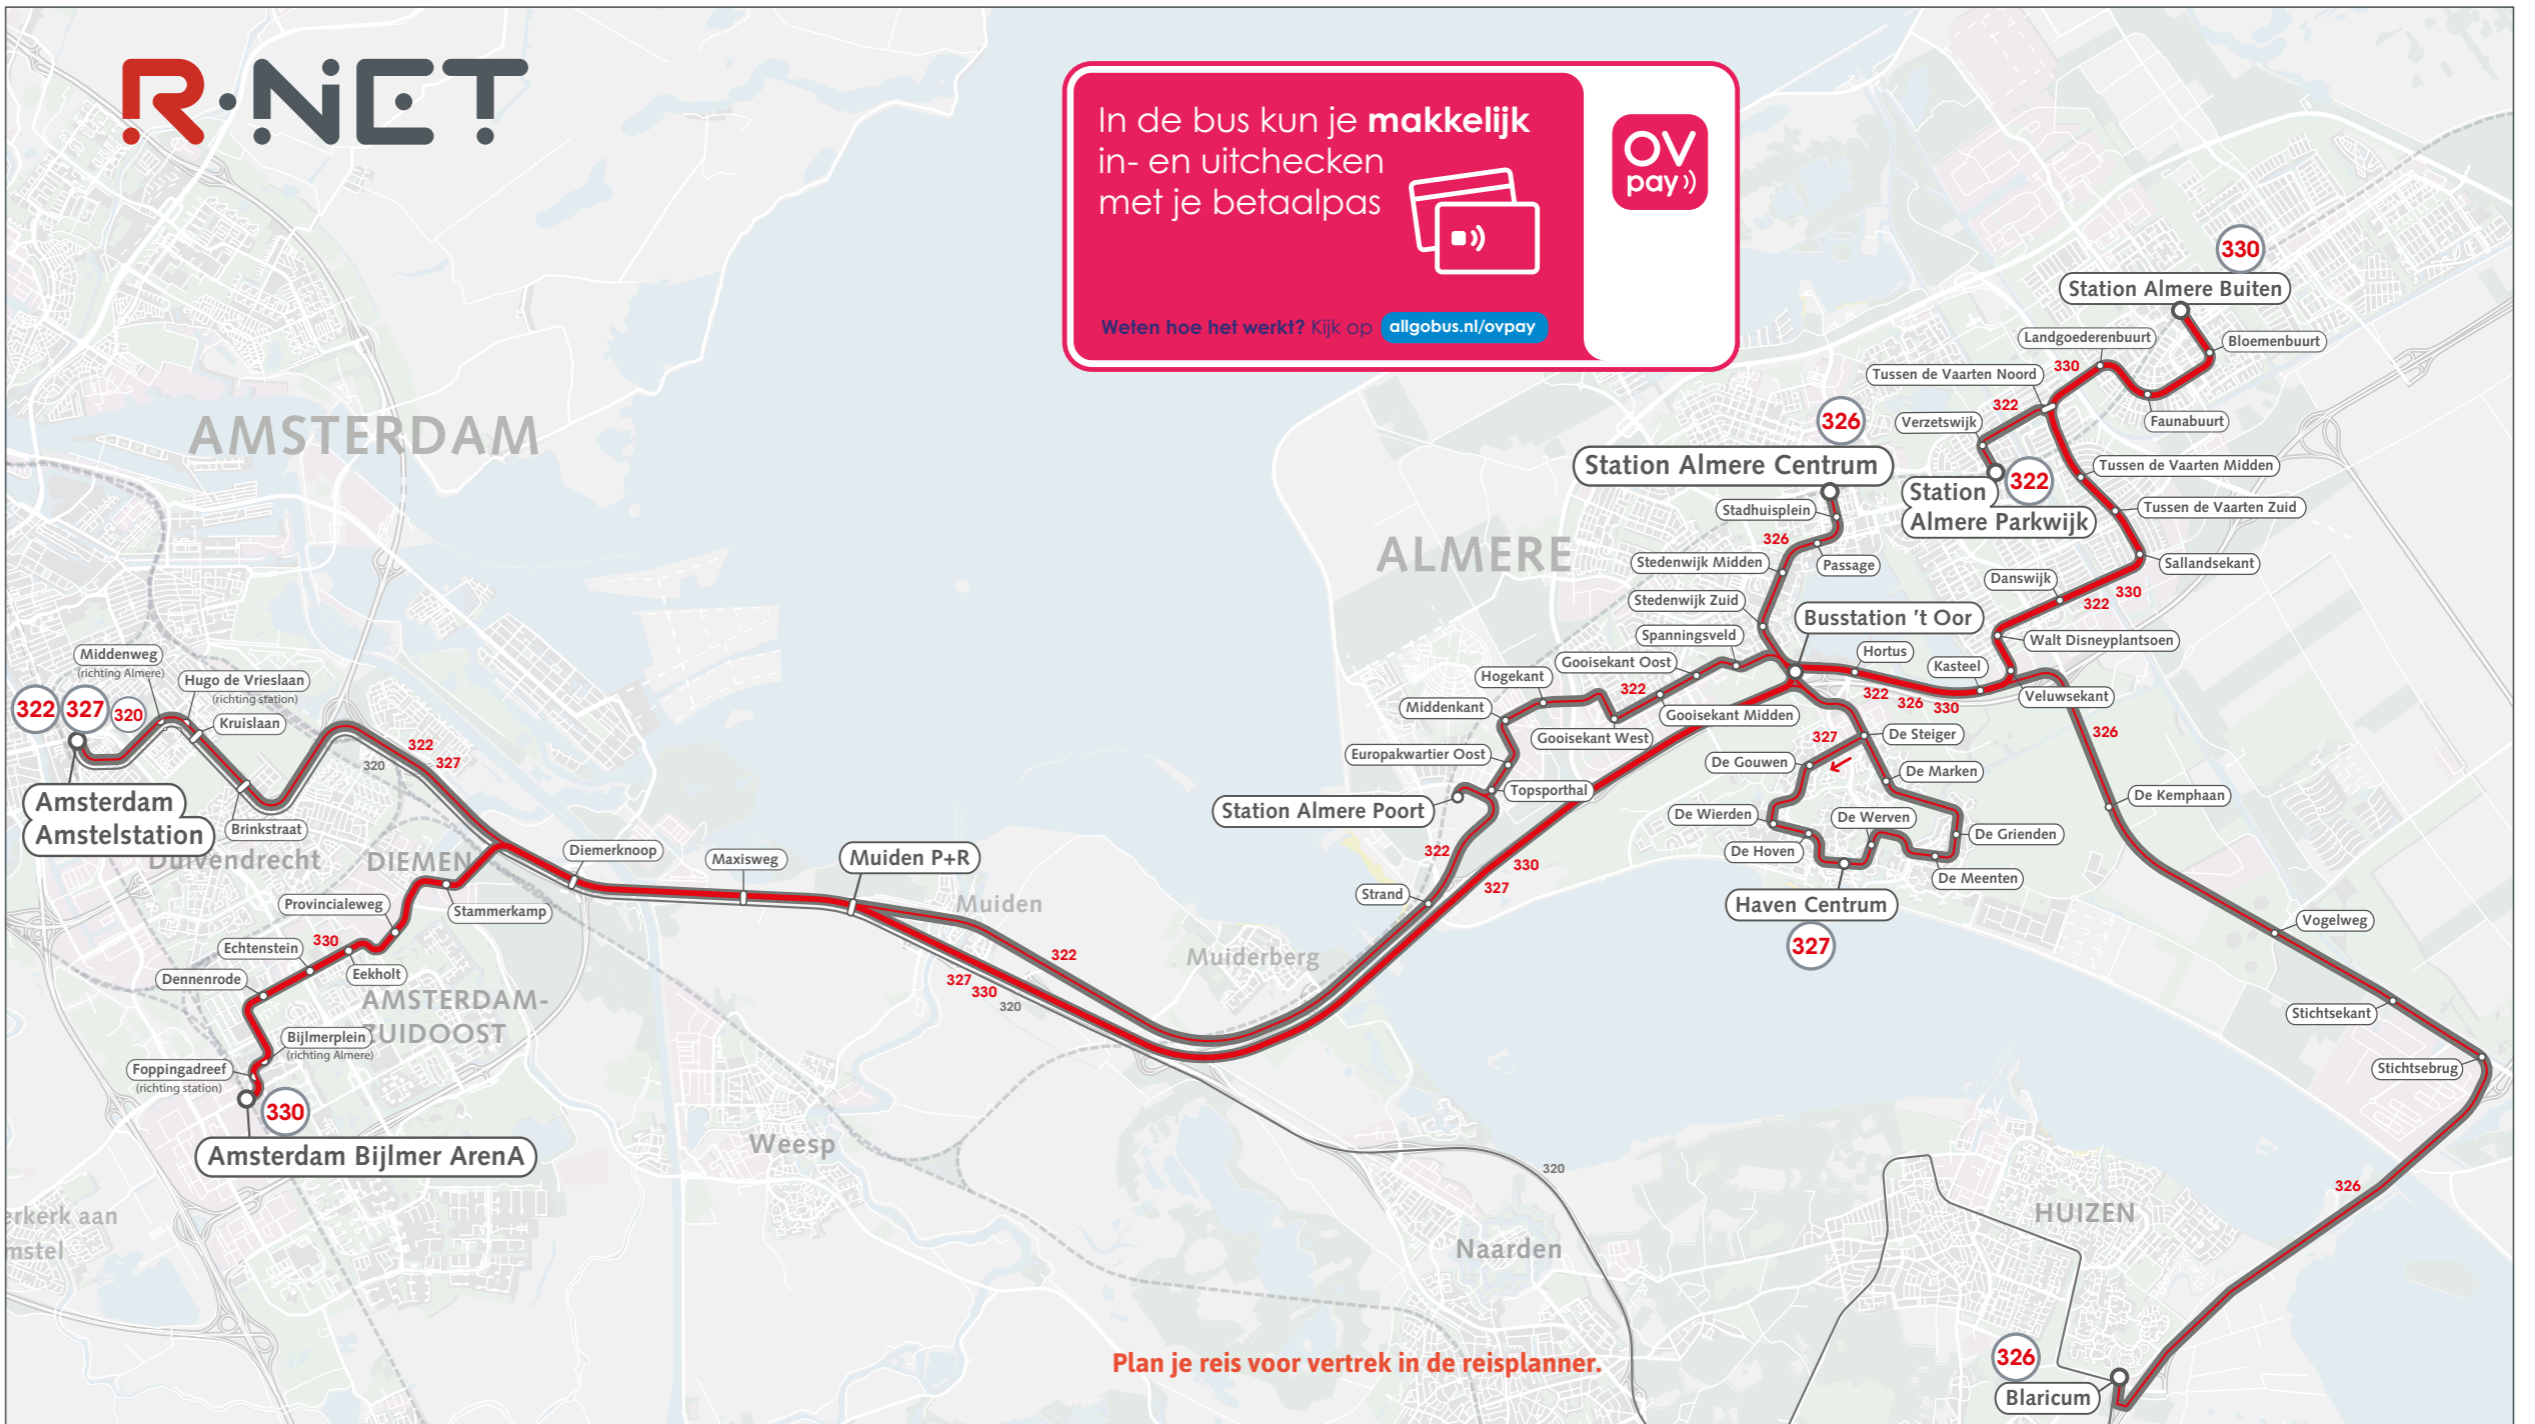 R·NET
In de bus kun je makkelijk
in- en uitchecken
met je betaalpas
Weten hoe het werkt? Kijk op allgobus.nl/ovpay
OV
pay
330
Station Almere Buiten
Landgoederenbuurt
Bloemenbuurt
330
Tussen de Vaarten Noord
322
Faunabuurt
Verzetswijk
326
Station Almere Centrum
Tussen de Vaarten Midden
322
Station
Almere Parkwijk
Tussen de Vaarten Zuid
Stadhuisplein
326
Passage
Stedenwijk Midden
Sallandsekant
Danswijk
330
322
Stedenwijk Zuid
Busstation 't Oor
Walt Disneyplantsoen
Spanningsveld
Hortus
Kasteel
Gooisekant Oost
Hogekant
322
322
326
330
Veluwsekant
Middenkant
Gooisekant Midden
326
Gooisekant West
327
De Steiger
Europakwartier Oost
De Gouwen
De Marken
Topsporthal
De Kemphaan
Station Almere Poort
De Wierden
De Werven
De Grienden
De Hoven
De Meenten
322
330
327
Strand
Haven Centrum
327
Vogelweg
Stichtsekant
Stichtsebrug
326
326
Blaricum
AMSTERDAM
ALMERE
Middenweg
(richting Almere)
Hugo de Vrieslaan
(richting station)
322
327
320
Kruislaan
322
327
320
Amsterdam
Amstelstation
Brinkstraat
Duivendrecht
DIEMEN
Diemerknoop
Maxisweg
Muiden P+R
Provincialeweg
Stammerkamp
Muiden
Echtenstein
330
Eekholt
Dennenrode
322
327
330
320
Muiderberg
AMSTERDAM-
ZUIDOOST
Bijlmerplein
(richting Almere)
Foppingadreef
(richting station)
330
Amsterdam Bijlmer ArenA
Weesp
320
erkerk aan
mstel
Naarden
HUIZEN
Plan je reis voor vertrek in de reisplanner.